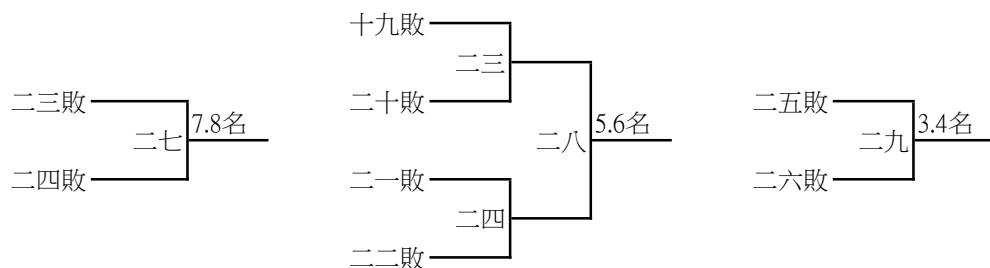 二三敗
二七
7.8名
二四敗
十九敗
二三
二十敗
二八
5.6名
二一敗
二四
二二敗
二五敗
二九
3.4名
二六敗